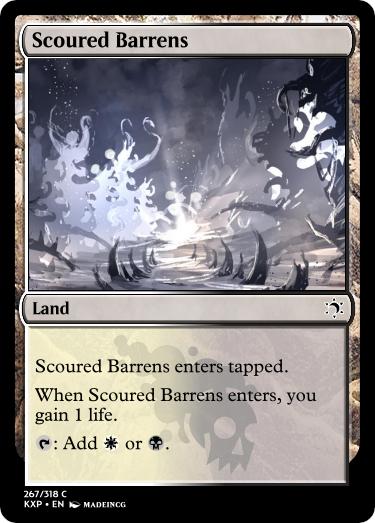 Scoured Barrens
Land
Scoured Barrens enters tapped.
When Scoured Barrens enters, you
gain 1 life.
: Add or .
267/318 C
KXP • EN MADEINCG